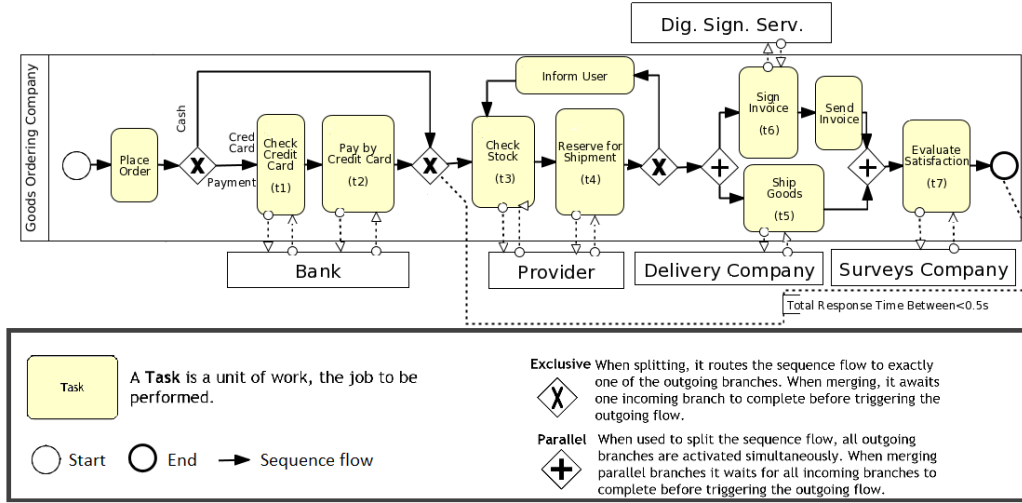 Dig. Sign. Serv.
Goods Ordering Company
Place
Order
Cash
Cred
Card
Payment
Check
Credit
Card
(t1)
Pay by
Credit Card
(t2)
Inform User
Check
Stock
(t3)
Reserve for
Shipment
(t4)
Sign
Invoice
(t6)
Send
Invoice
Ship
Goods
(t5)
Evaluate
Satisfaction
(t7)
Bank
Provider
Delivery Company
Surveys Company
Total Response Time Between<0.5s
Task
A Task is a unit of work, the job to be
performed.
Start
End
Sequence flow
Exclusive
When splitting, it routes the sequence flow to exactly
one of the outgoing branches. When merging, it awaits
one incoming branch to complete before triggering the
outgoing flow.
Parallel
When used to split the sequence flow, all outgoing
branches are activated simultaneously. When merging
parallel branches it waits for all incoming branches to
complete before triggering the outgoing flow.